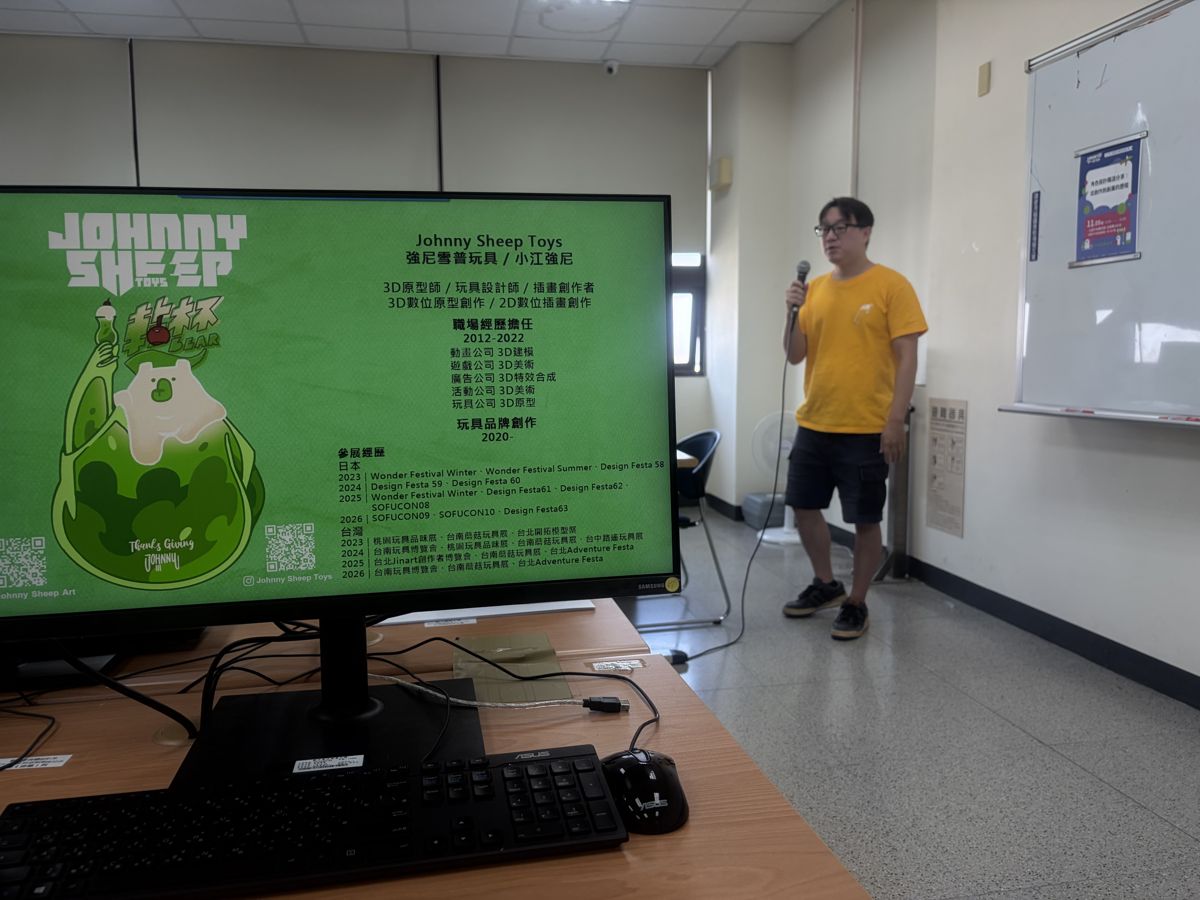 JOHNNY
SHEEP
TOYS
BEAR
Thanks Giving
JOHNNY
Johnny Sheep Art
Johnny Sheep Toys
Johnny Sheep Toys
強尼雪普玩具 / 小江強尼
3D原型師 / 玩具設計師 / 插畫創作者
3D數位原型創作 / 2D數位插畫創作
職場經歷擔任
2012-2022
動畫公司 3D建模
遊戲公司 3D美術
廣告公司 3D特效合成
活動公司 3D美術
玩具公司 3D原型
玩具品牌創作
2020-
參展經歷
日本
2023 | Wonder Festival Winter、Wonder Festival Summer、Design Festa 58
2024 | Design Festa 59、Design Festa 60
2025 | Wonder Festival Winter、Design Festa61、Design Festa62、
SOFUCON08
2026 | SOFUCON09、SOFUCON10、Design Festa63
台灣
2023 | 桃園玩具品味展、台南蘑菇玩具展、台北開拓模型祭
2024 | 台南玩具博覽會、桃園玩具品味展、台南蘑菇玩具展、台中路過玩具展
2025 | 台北Jinart創作者博覽會、台南蘑菇玩具展、台北Adventure Festa
2026 | 台南玩具博覽會、台南蘑菇玩具展、台北Adventure Festa
SAMSUNG
ASUS
ASUS